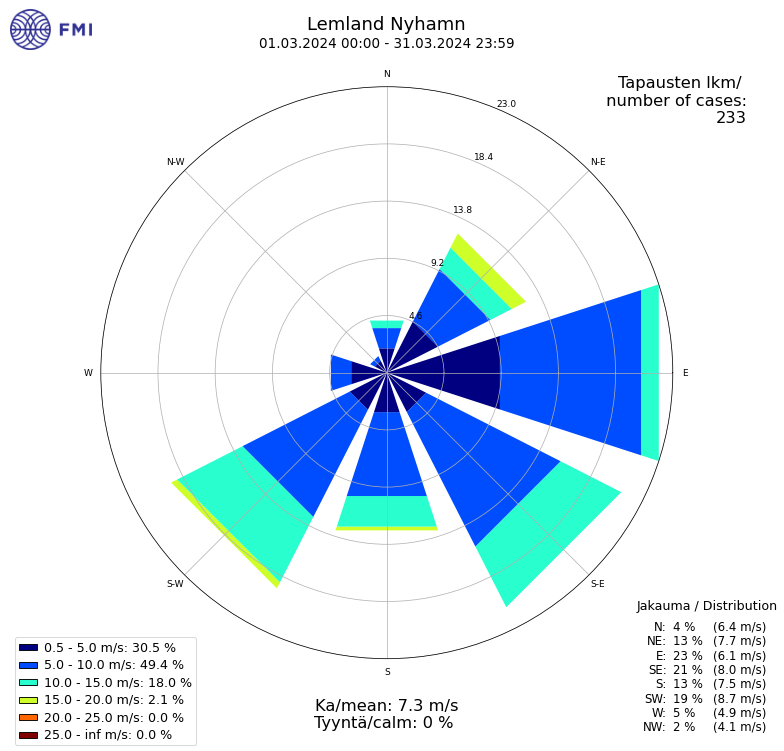 FMI
Lemland Nyhamn
01.03.2024 00:00 - 31.03.2024 23:59
Tapausten lkm/
number of cases:
233
N
N-E
E
S-E
S
S-W
W
N-W
23.0
18.4
13.8
9.2
4.6
Jakauma / Distribution
N: 4 % (6.4 m/s)
NE: 13 % (7.7 m/s)
E: 23 % (6.1 m/s)
SE: 21 % (8.0 m/s)
S: 13 % (7.5 m/s)
SW: 19 % (8.7 m/s)
W: 5 % (4.9 m/s)
NW: 2 % (4.1 m/s)
0.5 - 5.0 m/s: 30.5 %
5.0 - 10.0 m/s: 49.4 %
10.0 - 15.0 m/s: 18.0 %
15.0 - 20.0 m/s: 2.1 %
20.0 - 25.0 m/s: 0.0 %
25.0 - inf m/s: 0.0 %
Ka/mean: 7.3 m/s
Tyyntä/calm: 0 %